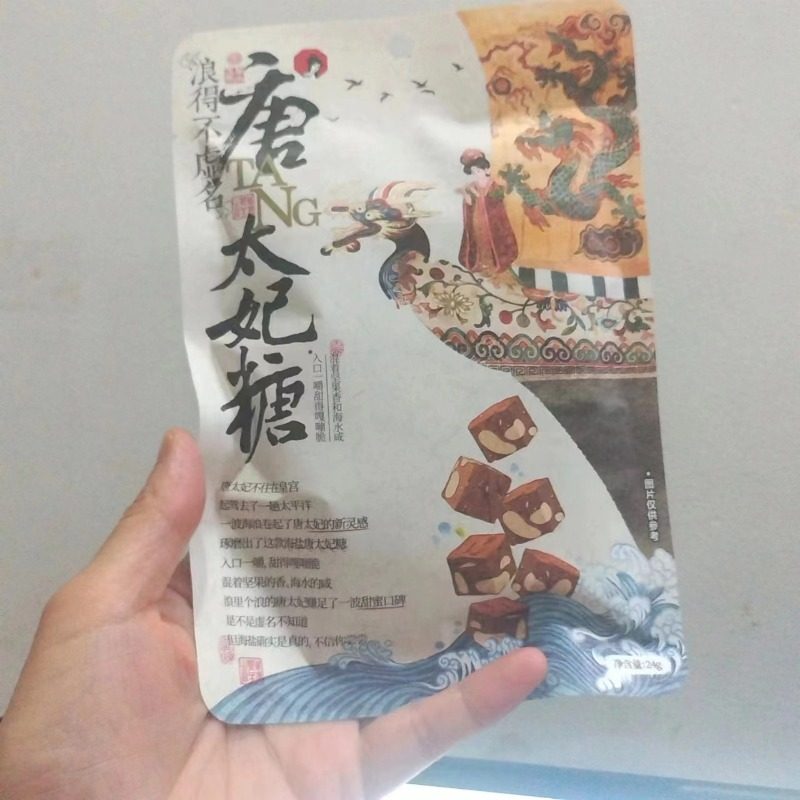 浪得不虚名
唐
TANG
太妃糖
混着坚果香和海水咸
入口一嚼甜得嘎嘣脆
唐太妃不住在皇宫
起驾去了一趟太平洋
一波海浪卷起了唐太妃的新灵感
琢磨出了这款海盐唐太妃糖
入口一嚼,甜得嘎嘣脆
混着坚果的香、海水的咸
浪里个浪的唐太妃赚足了一波甜蜜口碑
是不是虚名不知道
但海盐确实是真的,不信你
·图片仅供参考
净含量:24g